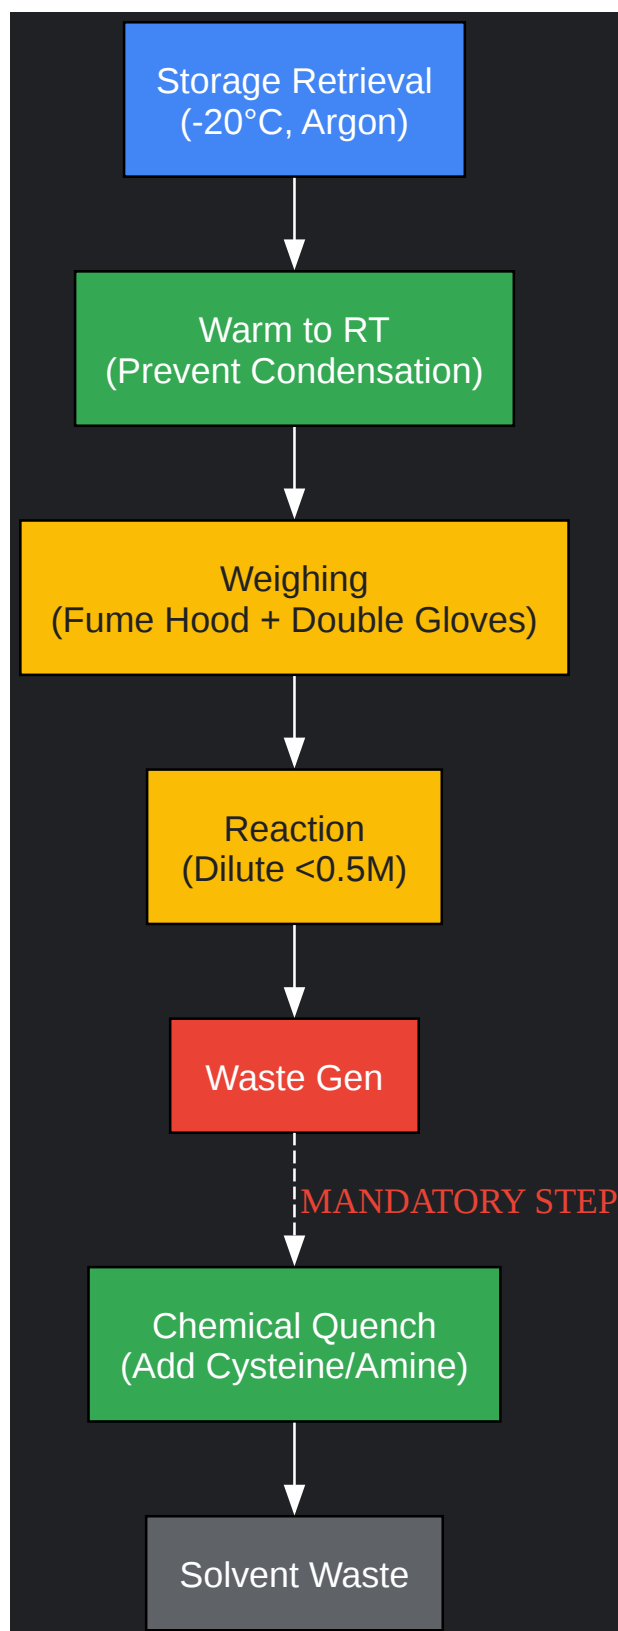 Storage Retrieval
(-20°C, Argon)
Warm to RT
(Prevent Condensation)
Weighing
(Fume Hood + Double Gloves)
Reaction
(Dilute <0.5M)
Waste Gen
MANDATORY STEP
Chemical Quench
(Add Cysteine/Amine)
Solvent Waste